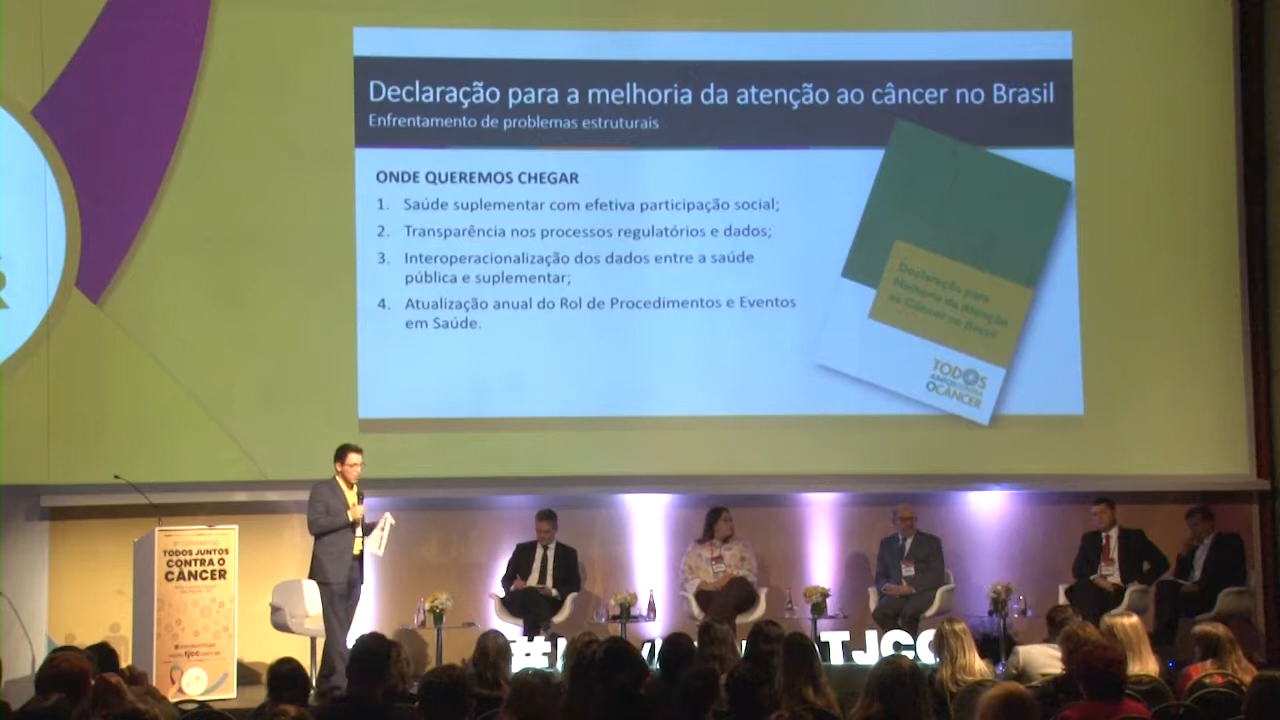 Declaração para a melhoria da atenção ao câncer no Brasil
Enfrentamento de problemas estruturais
ONDE QUEREMOS CHEGAR
1. Saúde suplementar com efetiva participação social;
2. Transparência nos processos regulatórios e dados;
3. Interoperacionalização dos dados entre a saúde
pública e suplementar;
4. Atualização anual do Rol de Procedimentos e Eventos
em Saúde.
Declaração para
Melhoria da Atenção
ao Câncer no Brasil
TODOS
OCÂNCER
CONGRESSO
TODOS JUNTOS
CONTRA O
CÂNCER
TJCC